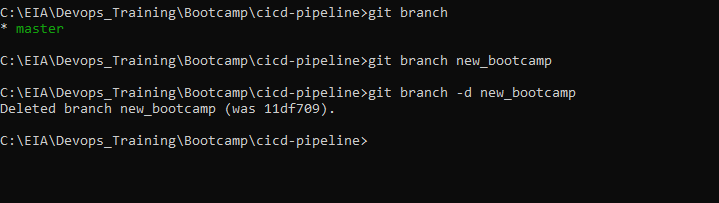 C:\EIA\Devops_Training\Bootcamp\cicd-pipeline>git branch
* master
C:\EIA\Devops_Training\Bootcamp\cicd-pipeline>git branch new_bootcamp
C:\EIA\Devops_Training\Bootcamp\cicd-pipeline>git branch -d new_bootcamp
Deleted branch new_bootcamp (was 11df709).
C:\EIA\Devops_Training\Bootcamp\cicd-pipeline>